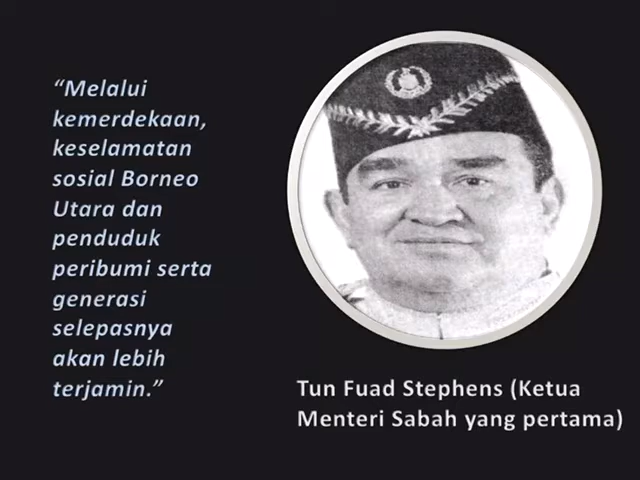 “Melalui
kemerdekaan,
keselamatan
sosial Borneo
Utara dan
penduduk
peribumi serta
generasi
selepasnya
akan lebih
terjamin.”
Tun Fuad Stephens (Ketua
Menteri Sabah yang pertama)